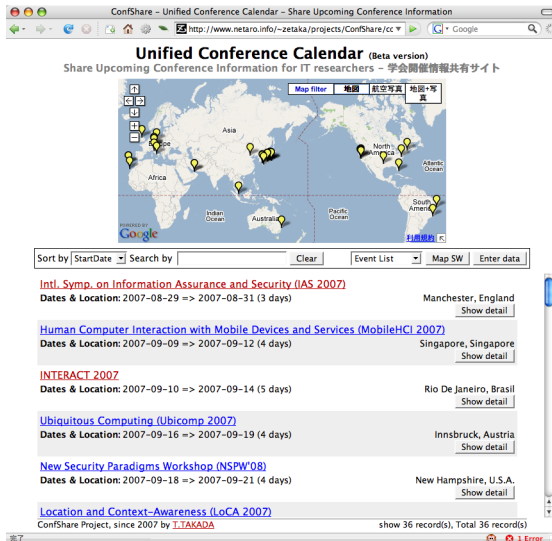 ConfShare - Unified Conference Calendar - Share Upcoming Conference Information
http://www.netaro.info/~zetaka/projects/ConfShare/cc
G Google
Unified Conference Calendar (Beta version)
Share Upcoming Conference Information for IT researchers - 学会開催情報共有サイト
Map filter 地図 航空写真 地図+写真
Asia
Europe
North America
Atlantic Ocean
Africa
South America
Indian Ocean
Australia
Pacific Ocean
POWERED BY
Google
利用規約
Sort by StartDate Search by Clear Event List Map SW Enter data
Intl. Symp. on Information Assurance and Security (IAS 2007)
Dates & Location: 2007-08-29 => 2007-08-31 (3 days) Manchester, England
Show detail
Human Computer Interaction with Mobile Devices and Services (MobileHCI 2007)
Dates & Location: 2007-09-09 => 2007-09-12 (4 days) Singapore, Singapore
Show detail
INTERACT 2007
Dates & Location: 2007-09-10 => 2007-09-14 (5 days) Rio De Janeiro, Brasil
Show detail
Ubiquitous Computing (Ubicomp 2007)
Dates & Location: 2007-09-16 => 2007-09-19 (4 days) Innsbruck, Austria
Show detail
New Security Paradigms Workshop (NSPW'08)
Dates & Location: 2007-09-18 => 2007-09-21 (4 days) New Hampshire, U.S.A.
Show detail
Location and Context-Awareness (LoCA 2007)
ConfShare Project, since 2007 by T.TAKADA show 36 record(s), Total 36 record(s)
完了 1 Error